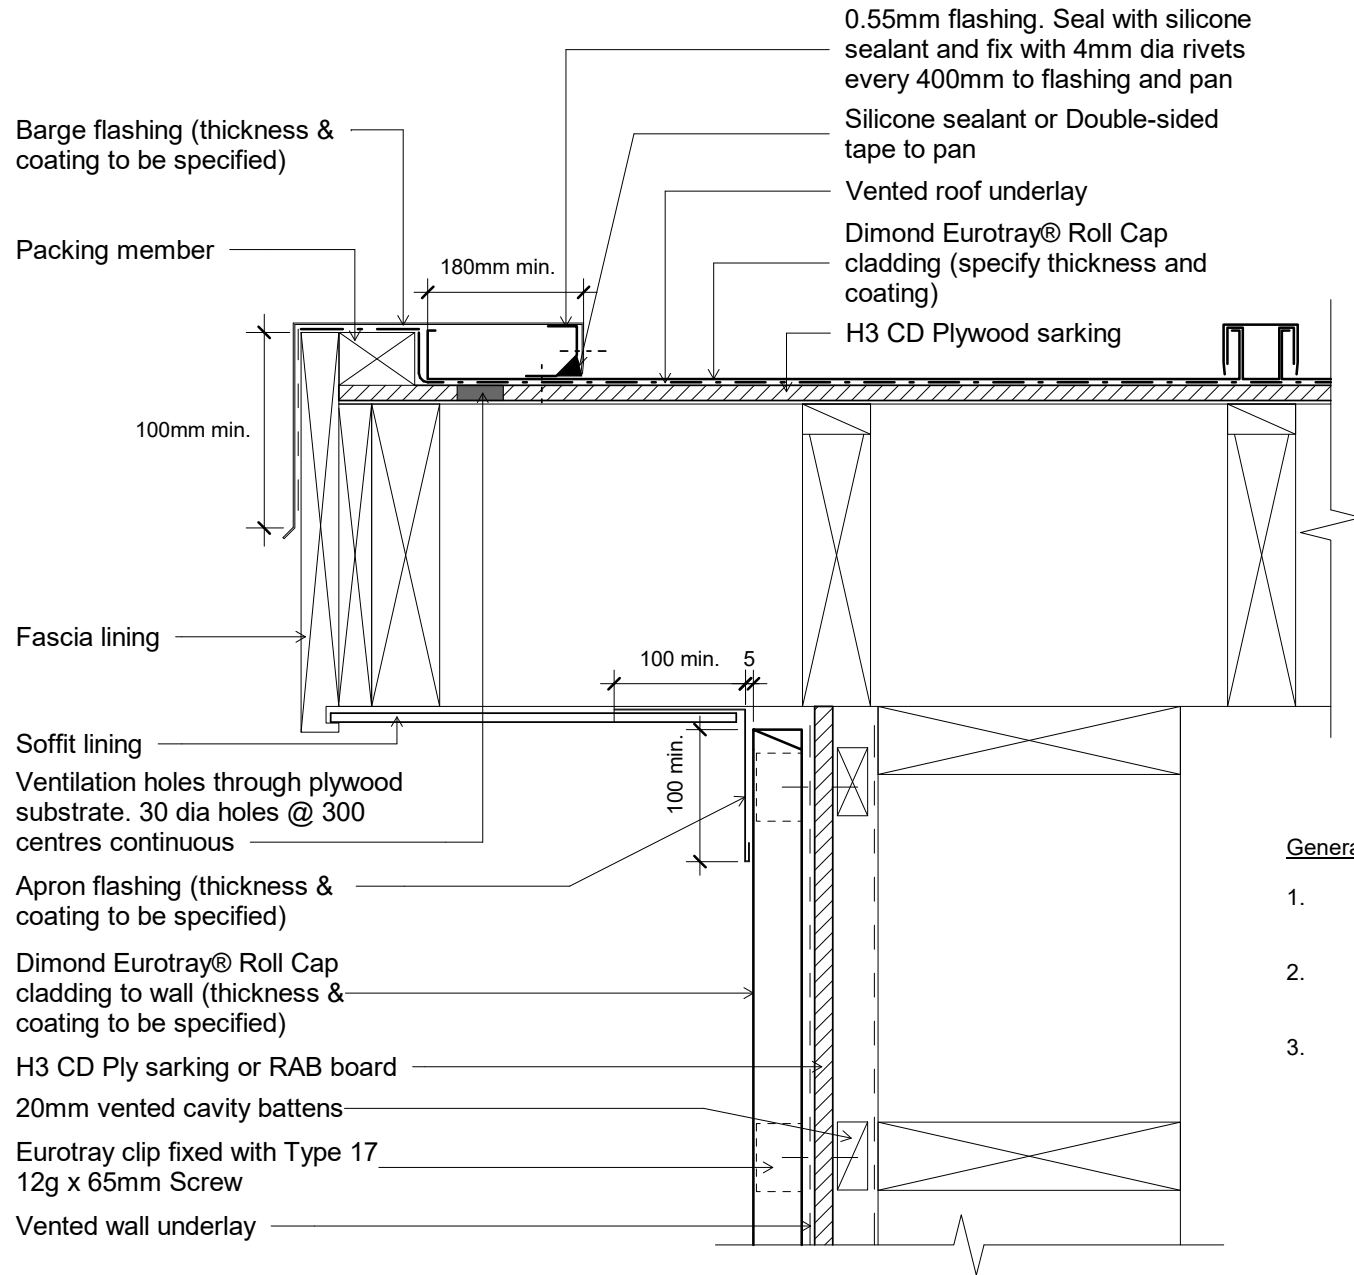 0.55mm flashing. Seal with silicone
sealant and fix with 4mm dia rivets
every 400mm to flashing and pan
Silicone sealant or Double-sided
tape to pan
Vented roof underlay
Dimond Eurotray® Roll Cap
cladding (specify thickness and
coating)
H3 CD Plywood sarking
Barge flashing (thickness &
coating to be specified)
Packing member
180mm min.
100mm min.
Fascia lining
100 min.
5
100 min.
Soffit lining
Ventilation holes through plywood
substrate. 30 dia holes @ 300
centres continuous
Apron flashing (thickness &
coating to be specified)
Dimond Eurotray® Roll Cap
cladding to wall (thickness &
coating to be specified)
H3 CD Ply sarking or RAB board
20mm vented cavity battens
Eurotray clip fixed with Type 17
12g x 65mm Screw
Vented wall underlay
1.
2.
3.